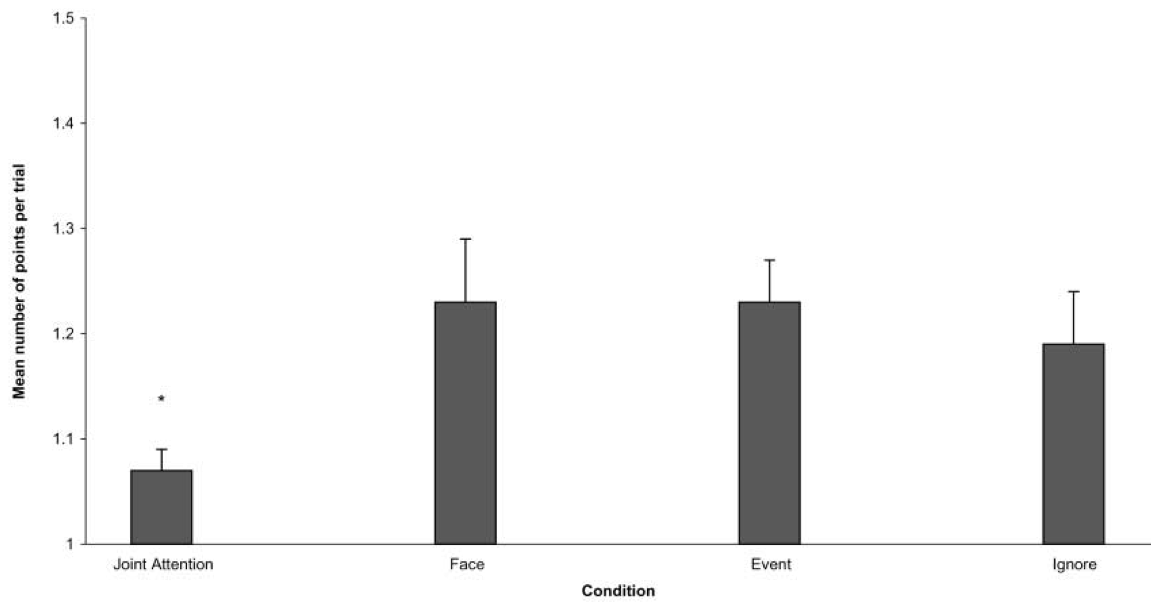 1.5
1.4
1.3
1.2
1.1
1
Mean number of points per trial
*
Joint Attention
Face
Event
Ignore
Condition